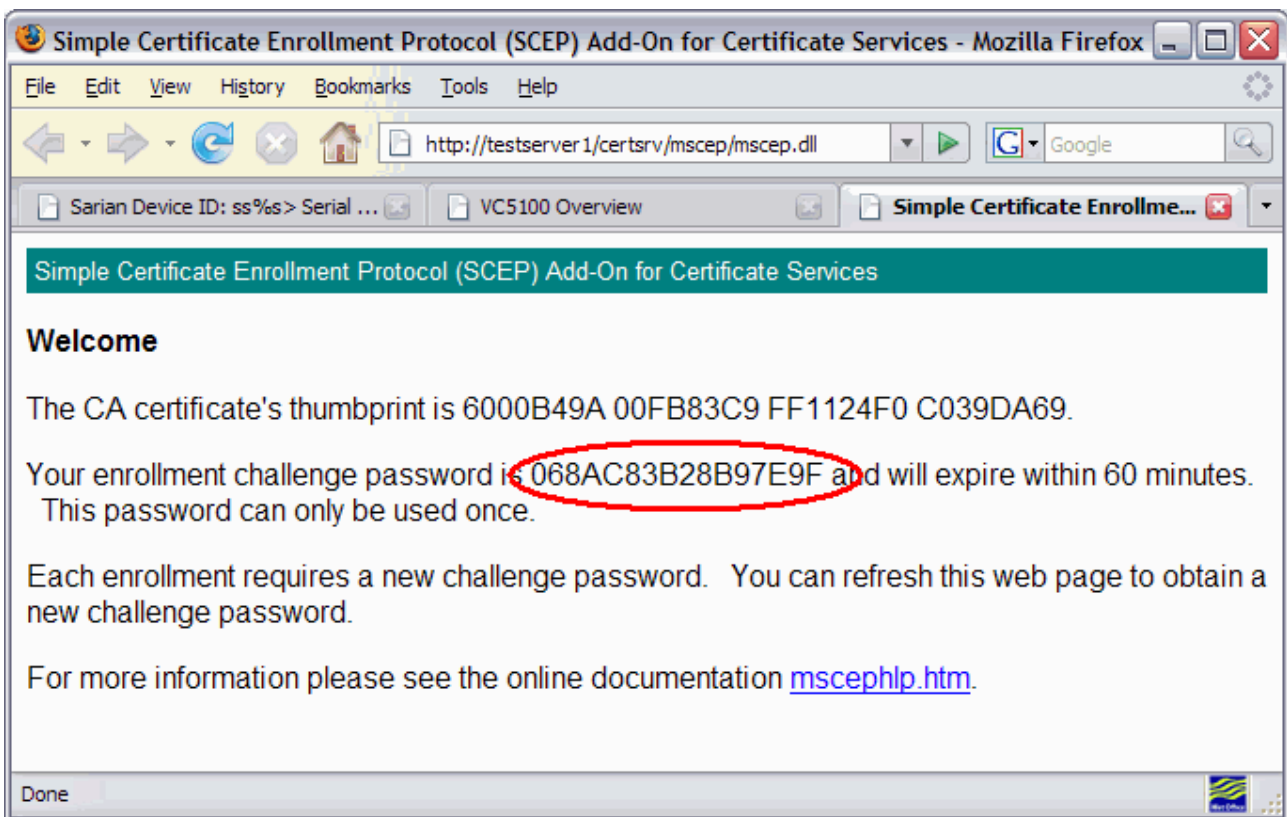 Simple Certificate Enrollment Protocol (SCEP) Add-On for Certificate Services - Mozilla Firefox
File Edit View History Bookmarks Tools Help
http://testserver1/certsrv/mscep/mscep.dll G Google
Sarian Device ID: ss%s> Serial ... VC5100 Overview Simple Certificate Enrollme...
Simple Certificate Enrollment Protocol (SCEP) Add-On for Certificate Services
Welcome
The CA certificate's thumbprint is 6000B49A 00FB83C9 FF1124F0 C039DA69.
Your enrollment challenge password is 068AC83B28B97E9F and will expire within 60 minutes.
This password can only be used once.
Each enrollment requires a new challenge password. You can refresh this web page to obtain a
new challenge password.
For more information please see the online documentation mscephlp.htm.
Done